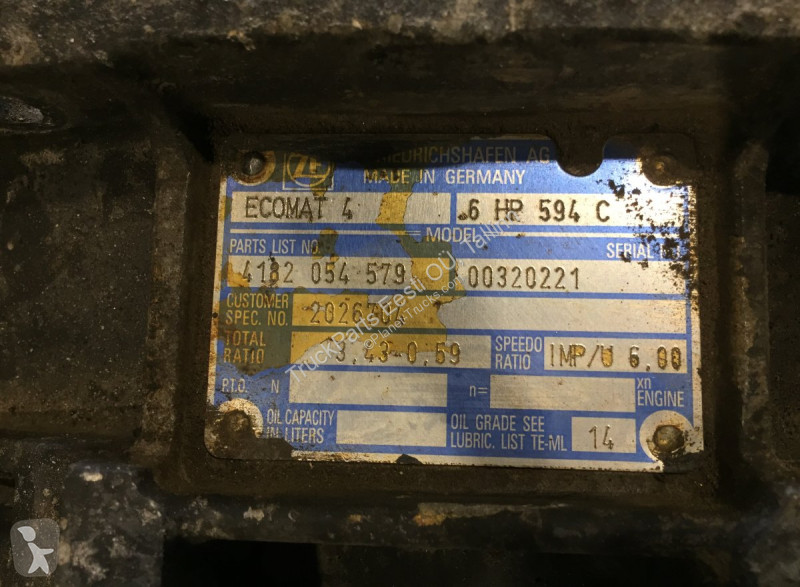 ZF FRIEDRICHSHAFEN AG
MADE IN GERMANY
ECOMAT 4 6 HP 594 C
MODEL
PARTS LIST NO. SERIAL
4182 054 579 00320221
CUSTOMER SPEC. NO.
TOTAL RATIO 3,43-0,59 SPEEDO RATIO IMP/U 6,00
P.T.O. N n= xn ENGINE
OIL CAPACITY IN LITERS OIL GRADE SEE LUBRIC. LIST TE-ML 14
TruckParts Eesti OÜ, Tallinn
PlanetTrucks.com